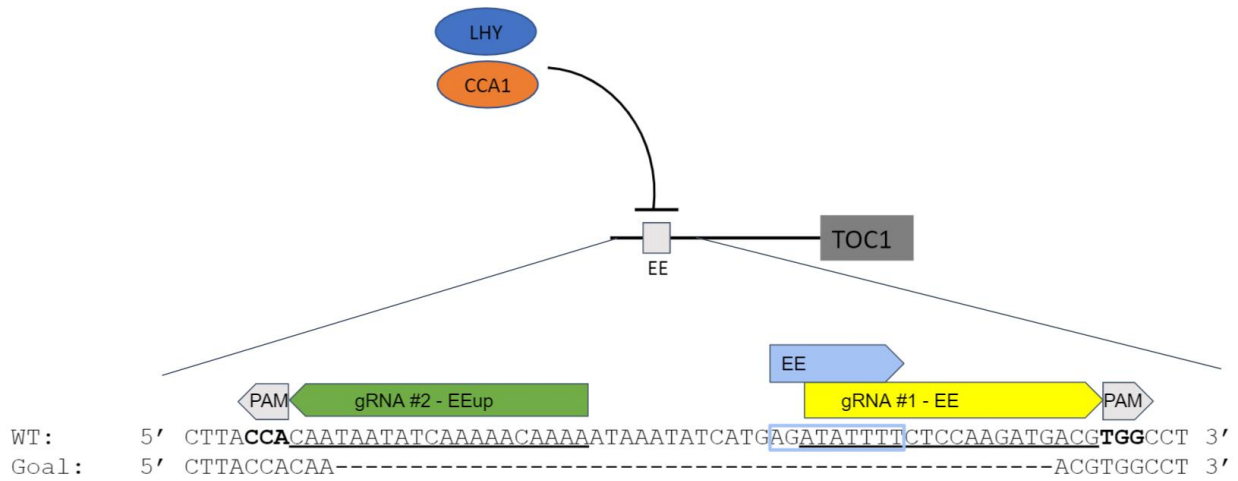 LHY
CCA1
TOC1
EE
EE
PAM gRNA #2 - EEup gRNA #1 - EE PAM
WT: 5′ CTTACCACAATAATATCAAAAACAAAAATAAATATCATGAGATATTTTCTCCAAGATGACGTGGCCT 3′
Goal: 5′ CTTACCACAA------------------------------------------------ACGTGGCCT 3′